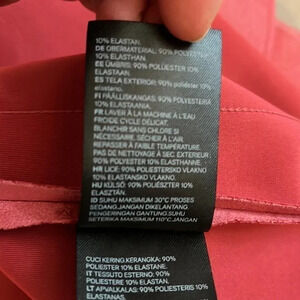 10% ELASTAN.
DE OBERMATERIAL: 90% POLYESTER
10% ELASTHAN.
EE ÜMBRIS: 90% POLÜESTER 10%
ELASTAAN.
ES TELA EXTERIOR: 90% poliéster 10%
elastano.
FI PÄÄLLISKANGAS: 90% POLYESTERIÄ
10% ELASTAANIA.
FR LAVER À LA MACHINE À L'EAU
FROIDE CYCLE DÉLICAT.
BLANCHIR SANS CHLORE SI
NÉCESSAIRE. SÉCHER À L'AIR.
REPASSER À FAIBLE TEMPÉRATURE.
PAS DE NETTOYAGE À SEC. EXTÉRIEUR :
90% POLYESTER 10% ELASTHANNE.
HR LICE: 90% POLIESTERSKO VLAKNO
10% ELASTANSKO VLAKNO.
HU KÜLSŐ: 90% POLIÉSZTER 10%
ELASZTÁN.
ID SUHU MAKSIMUM 30°C PROSES
SEDANG.JANGAN DIKELANTANG.
PENGERINGAN GANTUNG.SUHU
SETRIKA MAKSIMUM 110°C.JANGAN
CUCI KERING.KERANGKA: 90%
POLIESTER 10% ELASTANE.
IT TESSUTO ESTERNO: 90%
POLIESTERE 10% ELASTANE.
LT APVALKALAS: 90% POLIESTERIS
10% ELASTANAS.